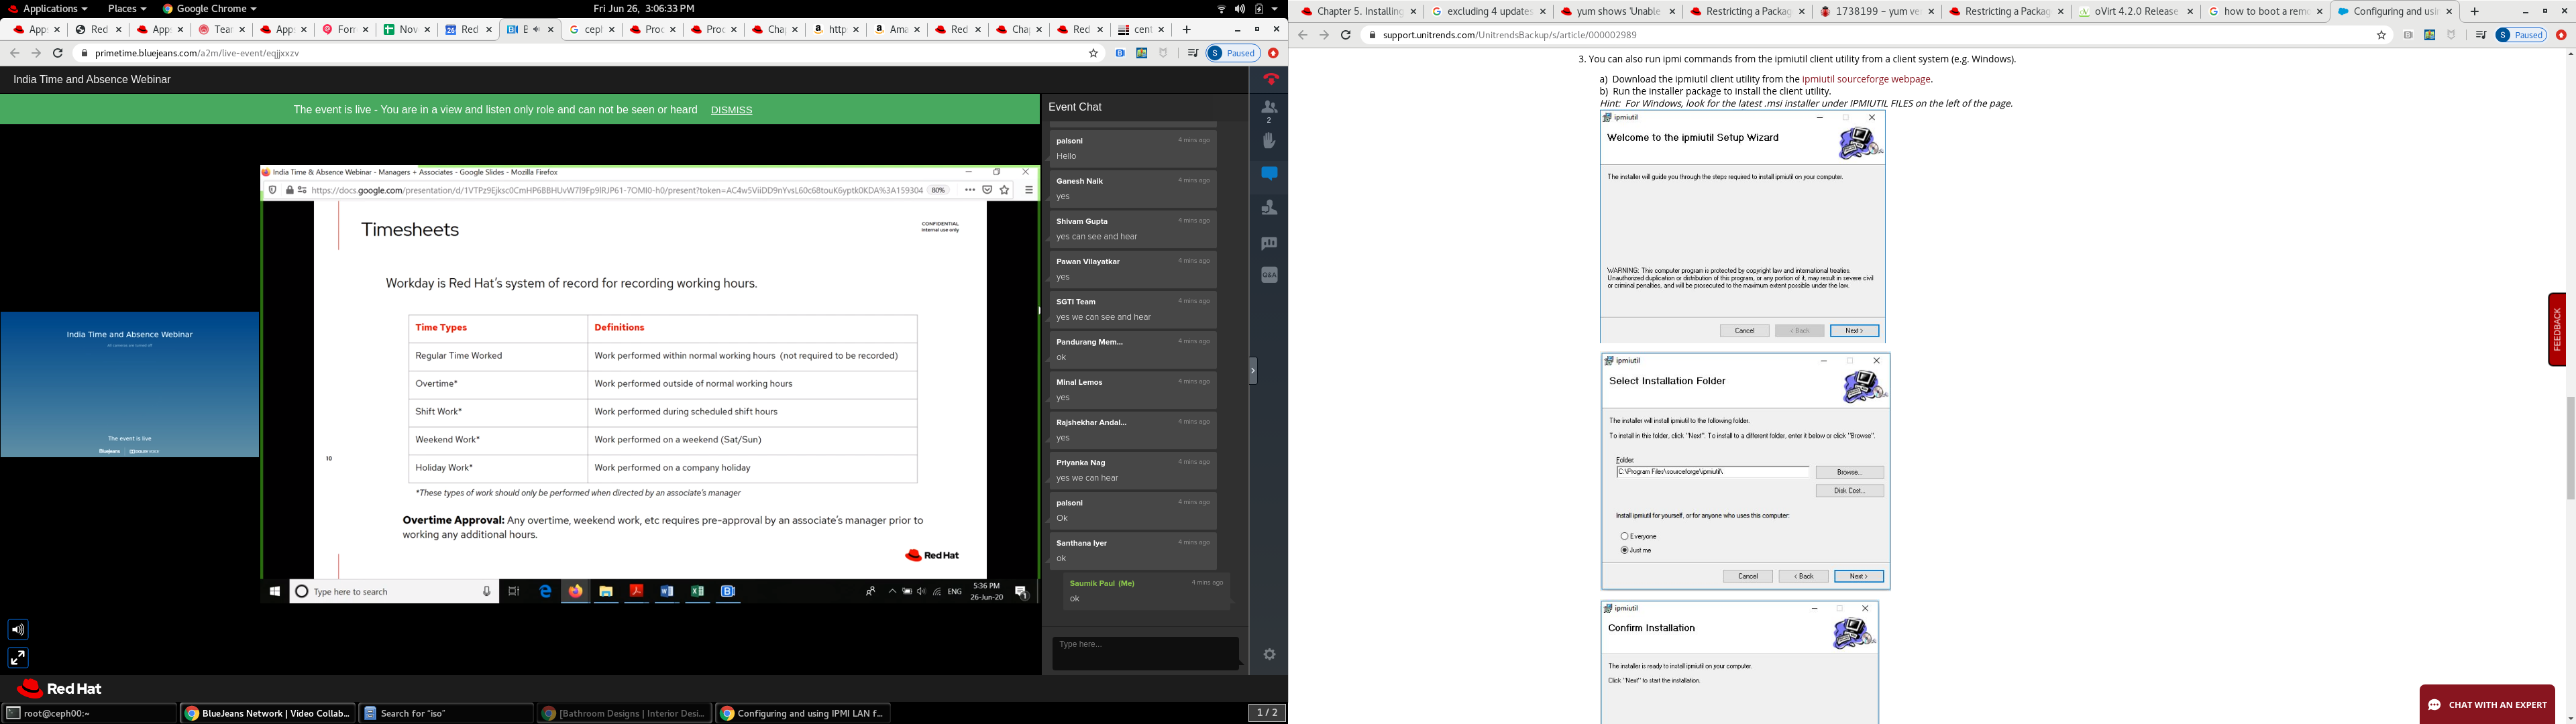 Applications Places Google Chrome Fri Jun 26, 3:06:33 PM
App: Red App: App: Tear App: Forr Nov Red E ceph Proc Proc Cha http Ama Red Cha Red cent
primetime.bluejeans.com/a2m/live-event/eqjjxxzv Paused
India Time and Absence Webinar
The event is live - You are in a view and listen only role and can not be seen or heard DISMISS
India Time and Absence Webinar
All cameras are turned off
The event is live
BlueJeans
India Time & Absence Webinar - Managers + Associates - Google Slides - Mozilla Firefox
80%
Timesheets
CONFIDENTIAL
Internal use only
Workday is Red Hat's system of record for recording working hours.
Time Types Definitions
Regular Time Worked Work performed within normal working hours (not required to be recorded)
Overtime* Work performed outside of normal working hours
Shift Work* Work performed during scheduled shift hours
Weekend Work* Work performed on a weekend (Sat/Sun)
Holiday Work* Work performed on a company holiday
10
*These types of work should only be performed when directed by an associate's manager
Overtime Approval: Any overtime, weekend work, etc requires pre-approval by an associate's manager prior to
working any additional hours.
Red Hat
Type here to search ENG 5:36 PM
26-Jun-20
Event Chat
palsoni 4 mins ago
Hello
Ganesh Naik 4 mins ago
yes
Shivam Gupta 4 mins ago
yes can see and hear
Pawan Vilayatkar 4 mins ago
yes
SGTI Team 4 mins ago
yes we can see and hear
Pandurang Mem... 4 mins ago
ok
Minal Lemos 4 mins ago
yes
Rajshekhar Andal... 4 mins ago
yes
Priyanka Nag 4 mins ago
yes we can hear
palsoni 4 mins ago
Ok
Santhana Iyer 4 mins ago
ok
Saumik Paul (Me) 4 mins ago
ok
Type here...
2
Q&A
Red Hat
root@ceph00:~ BlueJeans Network | Video Collab... Search for "iso" [Bathroom Designs | Interior Desi... Configuring and using IPMI LAN f... 1 / 2
Chapter 5. Installing excluding 4 updates yum shows 'Unable Restricting a Packag 1738199 – yum ve Restricting a Packag oVirt 4.2.0 Release how to boot a remo Configuring and usi
support.unitrends.com/UnitrendsBackup/s/article/000002989 Paused
3. You can also run ipmi commands from the ipmiutil client utility from a client system (e.g. Windows).
a) Download the ipmiutil client utility from the ipmiutil sourceforge webpage.
b) Run the installer package to install the client utility.
Hint: For Windows, look for the latest .msi installer under IPMIUTIL FILES on the left of the page.
ipmiutil
Welcome to the ipmiutil Setup Wizard
The installer will guide you through the steps required to install ipmiutil on your computer.
WARNING: This computer program is protected by copyright law and international treaties.
Unauthorized duplication or distribution of this program, or any portion of it, may result in severe civil
or criminal penalties, and will be prosecuted to the maximum extent possible under the law.
Cancel < Back Next >
ipmiutil
Select Installation Folder
The installer will install ipmiutil to the following folder.
To install in this folder, click "Next". To install to a different folder, enter it below or click "Browse".
Folder:
C:\Program Files\sourceforge\ipmiutil\ Browse...
Disk Cost...
Install ipmiutil for yourself, or for anyone who uses this computer:
Everyone
Just me
Cancel < Back Next >
ipmiutil
Confirm Installation
The installer is ready to install ipmiutil on your computer.
Click "Next" to start the installation.
FEEDBACK
CHAT WITH AN EXPERT